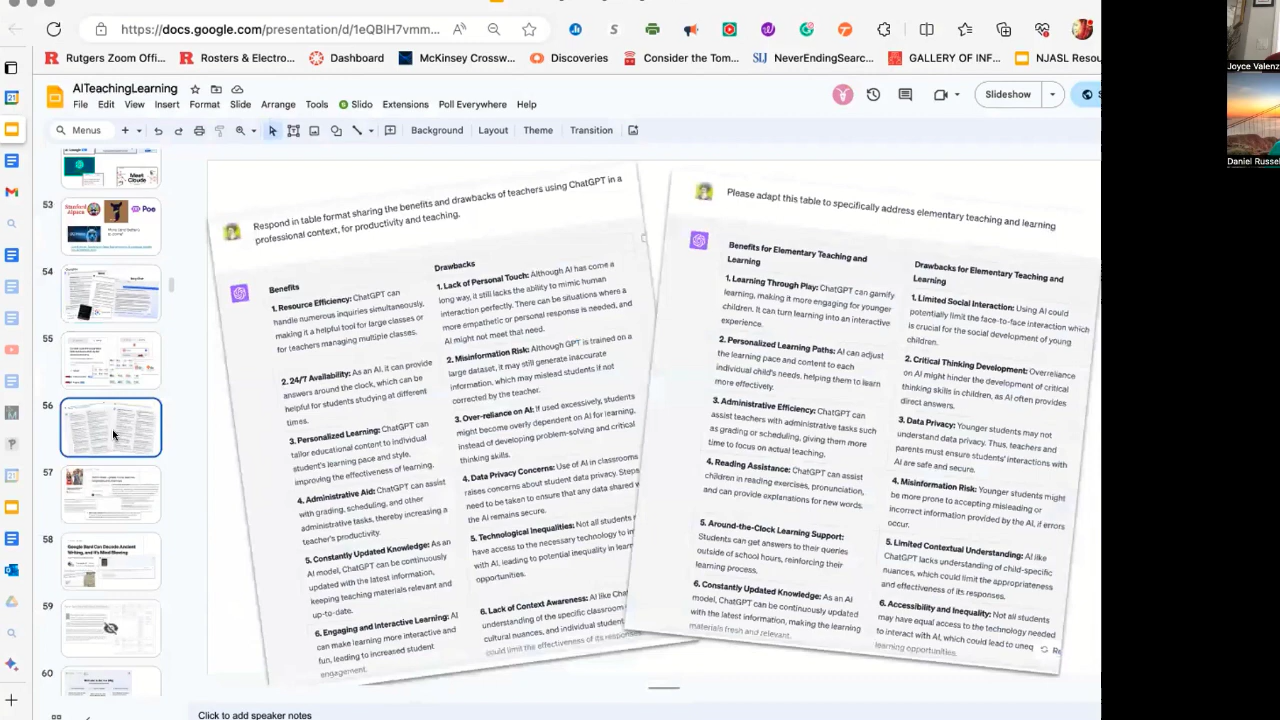 https://docs.google.com/presentation/d/1eQBlH7vmm...
Rutgers Zoom Offi...
Rosters & Electro...
Dashboard
McKinsey Crossw...
Discoveries
Consider the Tom...
NeverEndingSearc...
GALLERY OF INF...
NJASL Resou
AITeachingLearning
File Edit View Insert Format Slide Arrange Tools Slido Extensions Poll Everywhere Help
Slideshow
Menus
Background Layout Theme Transition
53
54
55
56
57
58
59
60
Meet
Claude
Stanford
Alpaca
Poe
Google Bard Can Decode Ancient
Writing, and It's Mind Blowing
Respond in table format sharing the benefits and drawbacks of teachers using ChatGPT in a
professional context, for productivity and teaching.
Benefits
1. Resource Efficiency: ChatGPT can
handle numerous inquiries simultaneously,
making it a helpful tool for large classes or
for teachers managing multiple classes.
2. 24/7 Availability: As an AI, it can provide
answers around the clock, which can be
helpful for students studying at different
times.
3. Personalized Learning: ChatGPT can
tailor educational content to individual
student's learning pace and style,
improving the effectiveness of learning.
4. Administrative Aid: ChatGPT can assist
with grading, scheduling, and other
administrative tasks, thereby increasing a
teacher's productivity.
5. Constantly Updated Knowledge: As an
AI model, ChatGPT can be continuously
updated with the latest information,
keeping teaching materials relevant and
up-to-date.
6. Engaging and Interactive Learning: AI
can make learning more interactive and
fun, leading to increased student
engagement.
Drawbacks
1. Lack of Personal Touch: Although AI has come a
long way, it still lacks the ability to mimic human
interaction perfectly. There can be situations where a
more empathetic or personal response is needed, and
AI might not meet that need.
2. Misinformation Risk: Although GPT is trained on a
large dataset, it may still generate inaccurate
information, which may mislead students if not
corrected by the teacher.
3. Over-reliance on AI: If used excessively, students
might become overly dependent on AI for learning,
instead of developing problem-solving and critical
thinking skills.
4. Data Privacy Concerns: Use of AI in classrooms
raises concerns about student data privacy. Steps
need to be taken to ensure that any data shared w
the AI remains secure.
5. Technological Inequalities: Not all students
have access to the necessary technology to in
with AI, leading to potential inequality in learn
opportunities.
6. Lack of Context Awareness: AI like Cha
understanding of the specific classroom
cultural nuances, and individual student
could limit the effectiveness of its responses
Please adapt this table to specifically address elementary teaching and learning
Benefits for Elementary Teaching and
Learning
1. Learning Through Play: ChatGPT can gamify
learning, making it more engaging for younger
children. It can turn learning into an interactive
experience.
2. Personalized Learning Paths: AI can adjust
the learning pace and content to each
individual child's needs, helping them to learn
more effectively.
3. Administrative Efficiency: ChatGPT can
assist teachers with administrative tasks such
as grading or scheduling, giving them more
time to focus on actual teaching.
4. Reading Assistance: ChatGPT can assist
children in reading exercises, pronunciation,
and can provide explanations for new words.
5. Around-the-Clock Learning Support:
Students can get answers to their queries
outside of school hours, reinforcing their
learning process.
6. Constantly Updated Knowledge: As an AI
model, ChatGPT can be continuously updated
with the latest information, making the learning
materials fresh and relevant.
Drawbacks for Elementary Teaching and
Learning
1. Limited Social Interaction: Using AI could
potentially limit the face-to-face interaction which
is crucial for the social development of young
children.
2. Critical Thinking Development: Overreliance
on AI might hinder the development of critical
thinking skills in children, as AI often provides
direct answers.
3. Data Privacy: Younger students may not
understand data privacy. Thus, teachers and
parents must ensure students' interactions with
AI are safe and secure.
4. Misinformation Risk: Younger students might
be more prone to accepting misleading or
incorrect information provided by the AI, if errors
occur.
5. Limited Contextual Understanding: AI like
ChatGPT lacks understanding of child-specific
nuances, which could limit the appropriateness
and effectiveness of its responses.
6. Accessibility and Inequality: Not all students
may have equal access to the technology needed
to interact with AI, which could lead to uneq
learning opportunities.
Re
Click to add speaker notes
Joyce Valenz
Daniel Russel